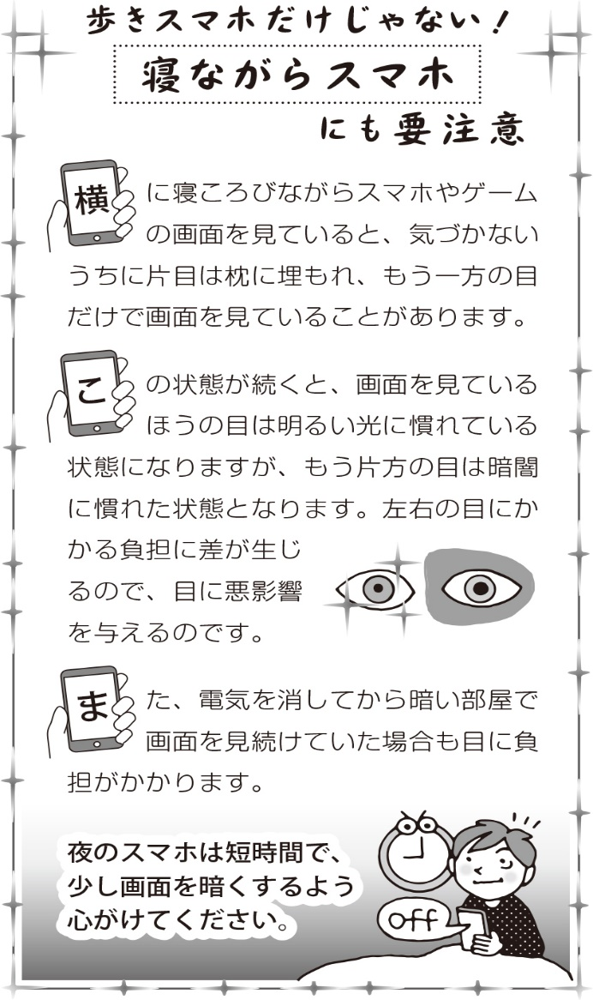 歩きスマホだけじゃない!
寝ながらスマホ
にも要注意
横に寝ころびながらスマホやゲーム
の画面を見ていると、気づかない
うちに片目は枕に埋もれ、もう一方の目
だけで画面を見ていることがあります。
この状態が続くと、画面を見ている
ほうの目は明るい光に慣れている
状態になりますが、もう片方の目は暗闇
に慣れた状態となります。左右の目にか
かる負担に差が生じ
るので、目に悪影響
を与えるのです。
また、電気を消してから暗い部屋で
画面を見続けていた場合も目に負
担がかかります。
夜のスマホは短時間で、
少し画面を暗くするよう
心がけてください。
off